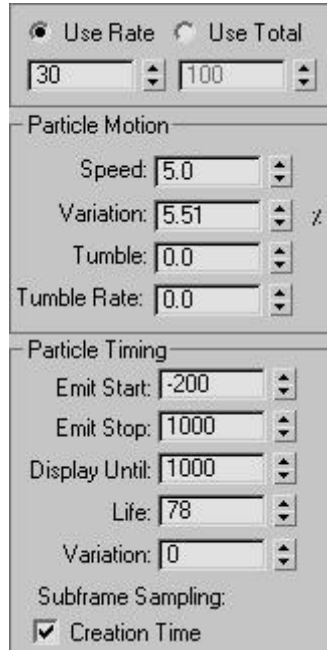 Use Rate Use Total
30 100
Particle Motion
Speed: 5.0
Variation: 5.51 %
Tumble: 0.0
Tumble Rate: 0.0
Particle Timing
Emit Start: -200
Emit Stop: 1000
Display Until: 1000
Life: 78
Variation: 0
Subframe Sampling:
Creation Time